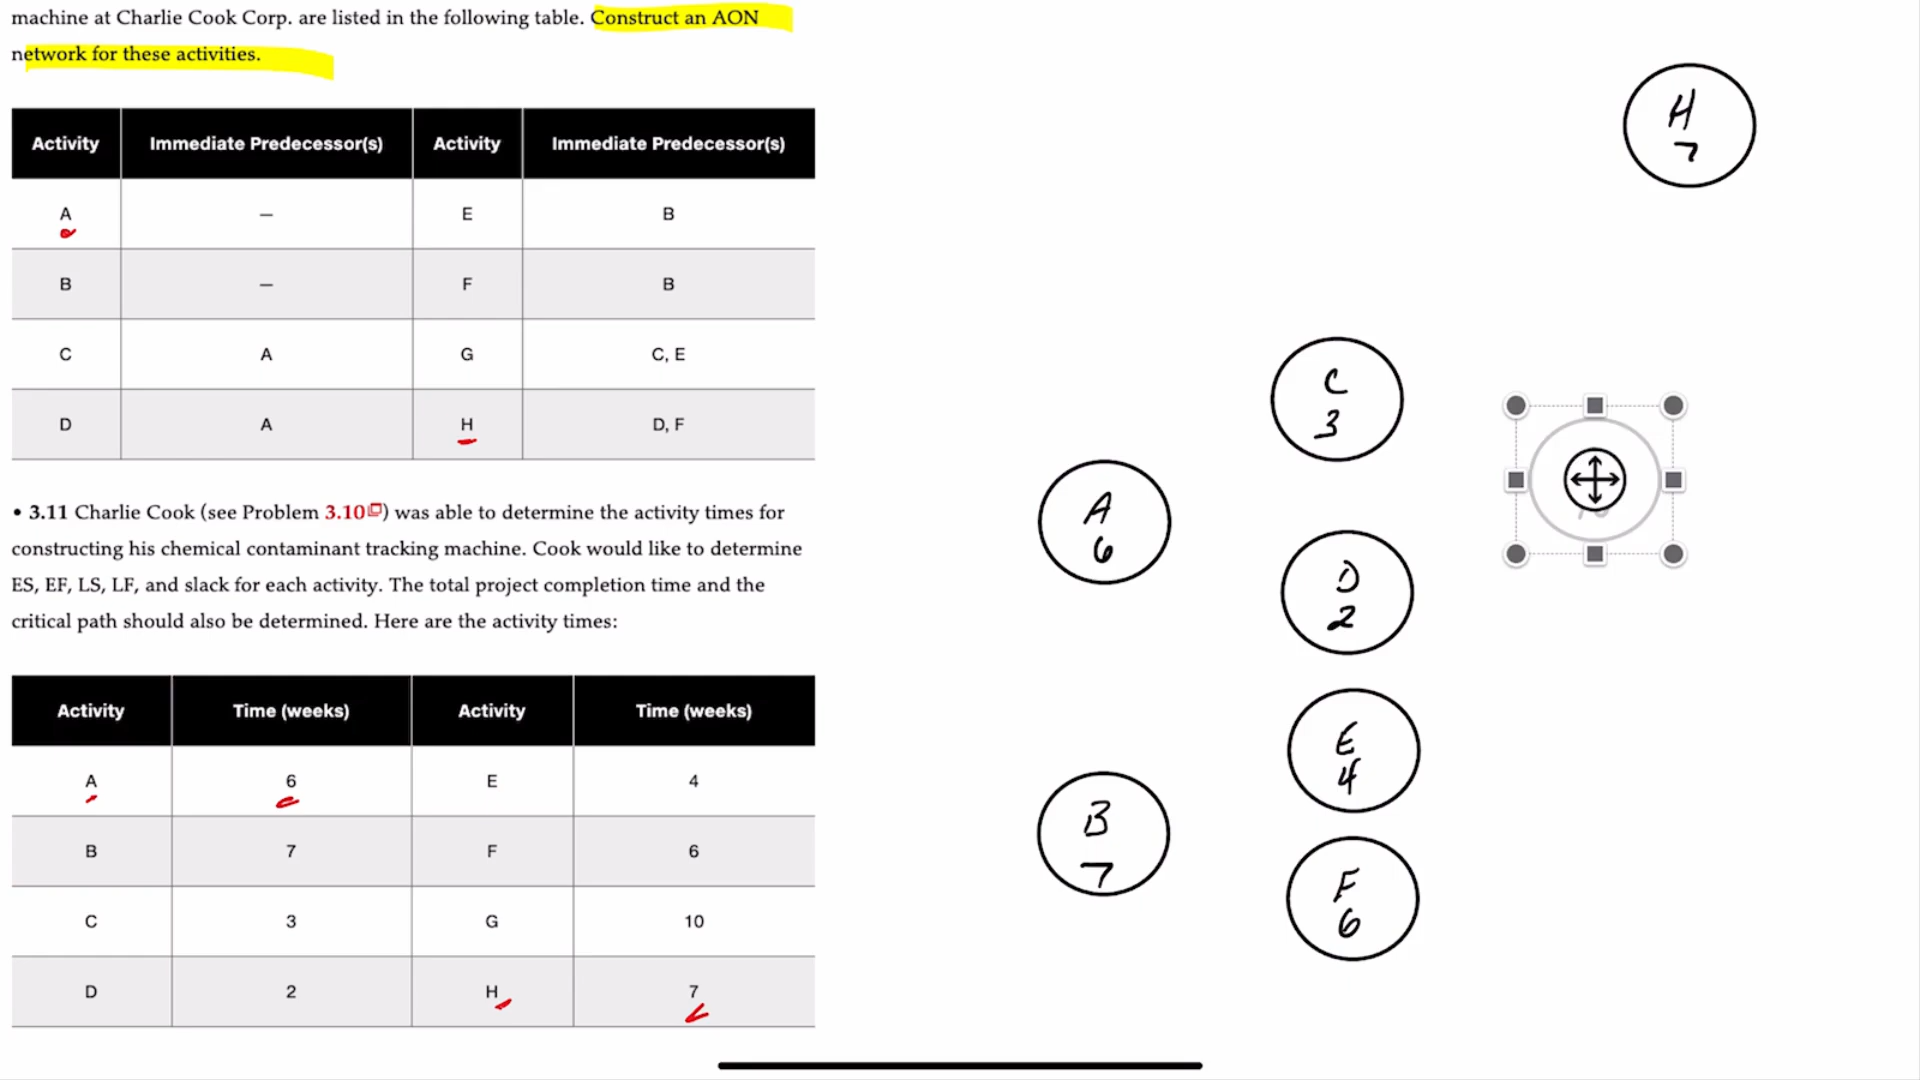 machine at Charlie Cook Corp. are listed in the following table. Construct an AON
network for these activities.
Activity Immediate Predecessor(s) Activity Immediate Predecessor(s)
A — E B
B — F B
C A G C, E
D A H D, F
• 3.11 Charlie Cook (see Problem 3.10) was able to determine the activity times for
constructing his chemical contaminant tracking machine. Cook would like to determine
ES, EF, LS, LF, and slack for each activity. The total project completion time and the
critical path should also be determined. Here are the activity times:
Activity Time (weeks) Activity Time (weeks)
A 6 E 4
B 7 F 6
C 3 G 10
D 2 H 7
H
7
C
3
A
6
D
2
E
4
B
7
F
6